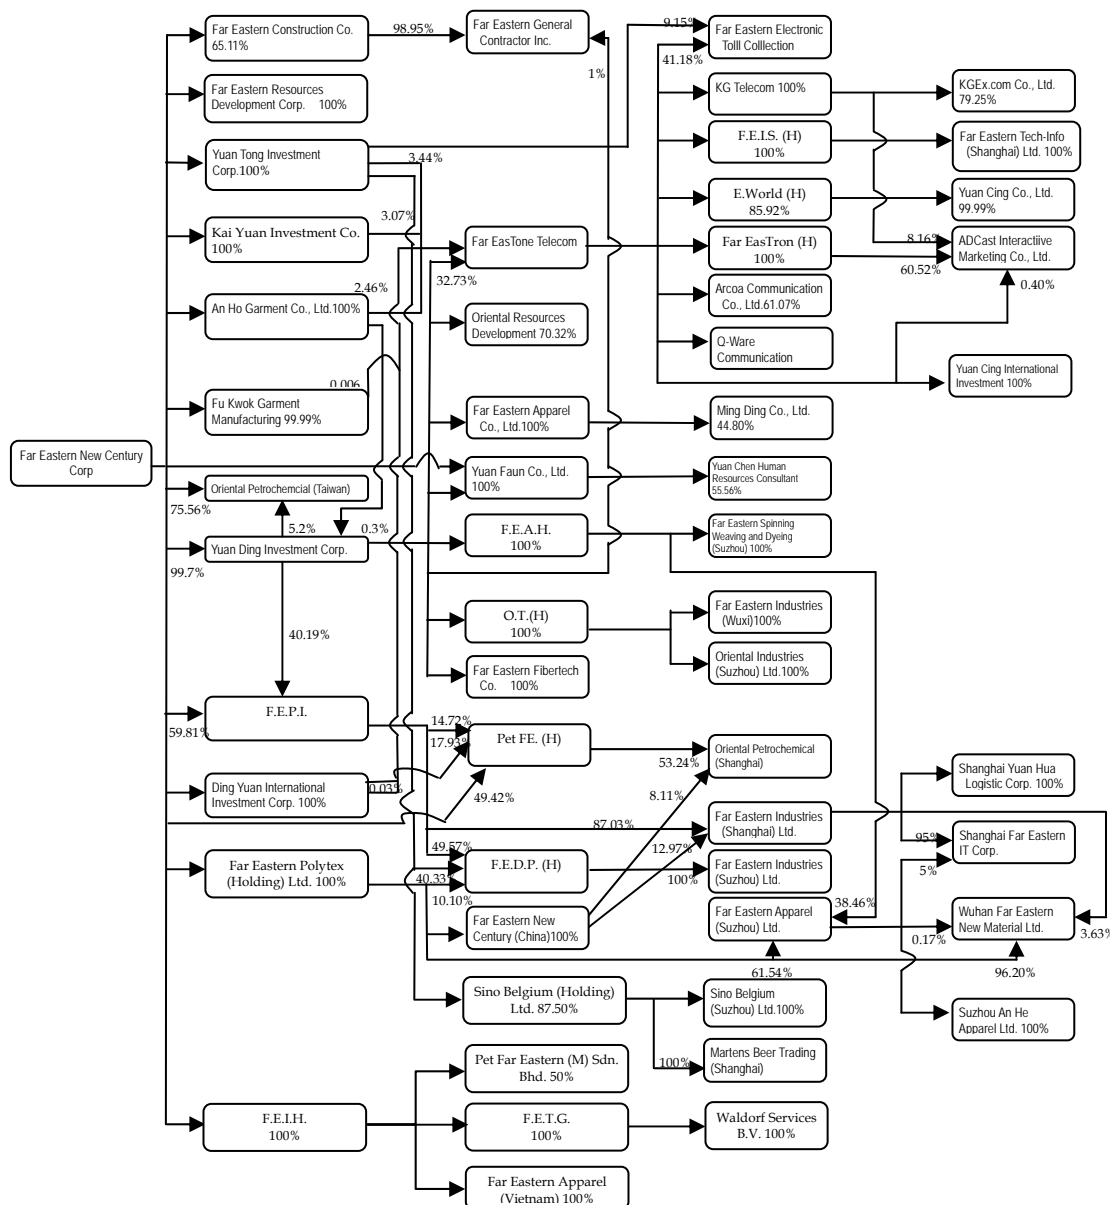 Far Eastern New Century
Corp
Far Eastern Construction Co.
65.11%
98.95%
Far Eastern General
Contractor Inc.
1%
Far Eastern Resources
Development Corp. 100%
Yuan Tong Investment
Corp.100%
3.44%
Kai Yuan Investment Co.
100%
3.07%
An Ho Garment Co., Ltd.100%
2.46%
0.006
Fu Kwok Garment
Manufacturing 99.99%
Oriental Petrochemcial (Taiwan)
75.56%
5.2%
0.3%
Yuan Ding Investment Corp.
99.7%
40.19%
F.E.P.I.
59.81%
Ding Yuan International
Investment Corp. 100%
0.03%
Far Eastern Polytex
(Holding) Ltd. 100%
F.E.I.H.
100%
Far EasTone Telecom
32.73%
Oriental Resources
Development 70.32%
Far Eastern Apparel
Co., Ltd.100%
Yuan Faun Co., Ltd.
100%
F.E.A.H.
100%
O.T.(H)
100%
Far Eastern Fibertech
Co. 100%
14.72%
17.93%
Pet FE. (H)
49.42%
49.57%
40.33%
10.10%
F.E.D.P. (H)
Far Eastern New
Century (China)100%
Sino Belgium (Holding)
Ltd. 87.50%
Pet Far Eastern (M) Sdn.
Bhd. 50%
F.E.T.G.
100%
Far Eastern Apparel
(Vietnam) 100%
9.15%
41.18%
Far Eastern Electronic
Tolll Colllection
KG Telecom 100%
F.E.I.S. (H)
100%
E.World (H)
85.92%
Far EasTron (H)
100%
Arcoa Communication
Co., Ltd.61.07%
Q-Ware
Communication
Ming Ding Co., Ltd.
44.80%
Yuan Chen Human
Resources Consultant
55.56%
Far Eastern Spinning
Weaving and Dyeing
(Suzhou) 100%
Far Eastern Industries
(Wuxi)100%
Oriental Industries
(Suzhou) Ltd.100%
53.24%
Oriental Petrochemical
(Shanghai)
8.11%
87.03%
12.97%
Far Eastern Industries
(Shanghai) Ltd.
100%
Far Eastern Industries
(Suzhou) Ltd.
38.46%
Far Eastern Apparel
(Suzhou) Ltd.
61.54%
Sino Belgium
(Suzhou) Ltd.100%
100%
Martens Beer Trading
(Shanghai)
Waldorf Services
B.V. 100%
KGEx.com Co., Ltd.
79.25%
Far Eastern Tech-Info
(Shanghai) Ltd. 100%
Yuan Cing Co., Ltd.
99.99%
8.16%
60.52%
ADCast Interactiive
Marketing Co., Ltd.
0.40%
Yuan Cing International
Investment 100%
Shanghai Yuan Hua
Logistic Corp. 100%
95%
5%
Shanghai Far Eastern
IT Corp.
0.17%
Wuhan Far Eastern
New Material Ltd.
3.63%
96.20%
Suzhou An He
Apparel Ltd. 100%